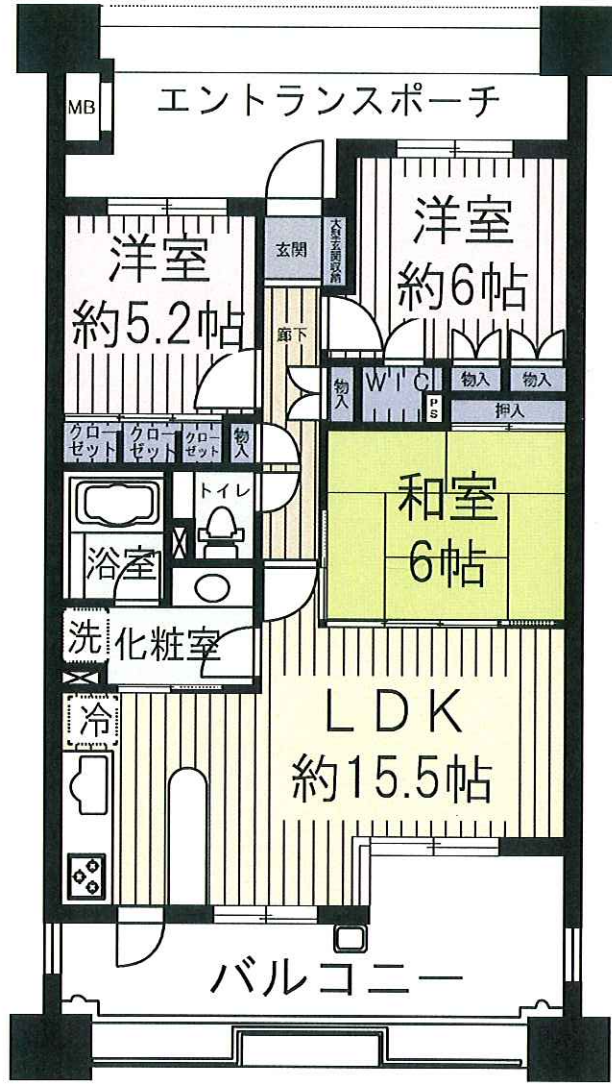 エントランスポーチ
MB
洋室
約5.2帖
玄関
大型玄関収納
洋室
約6帖
廊下
物入
WIC
PS
物入
物入
押入
クローゼット
クローゼット
クローゼット
物入
トイレ
浴室
和室
6帖
洗
化粧室
冷
LDK
約15.5帖
バルコニー